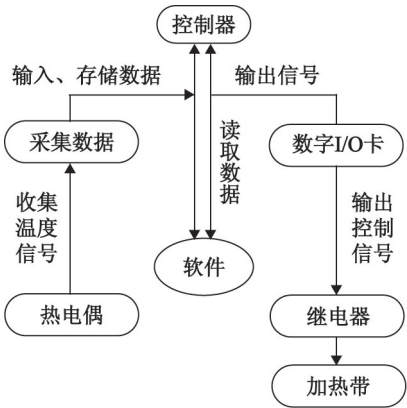 控制器
输入、存储数据
输出信号
采集数据
读取数据
数字I/O卡
收集
温度
信号
输出
控制
信号
软件
热电偶
继电器
加热带